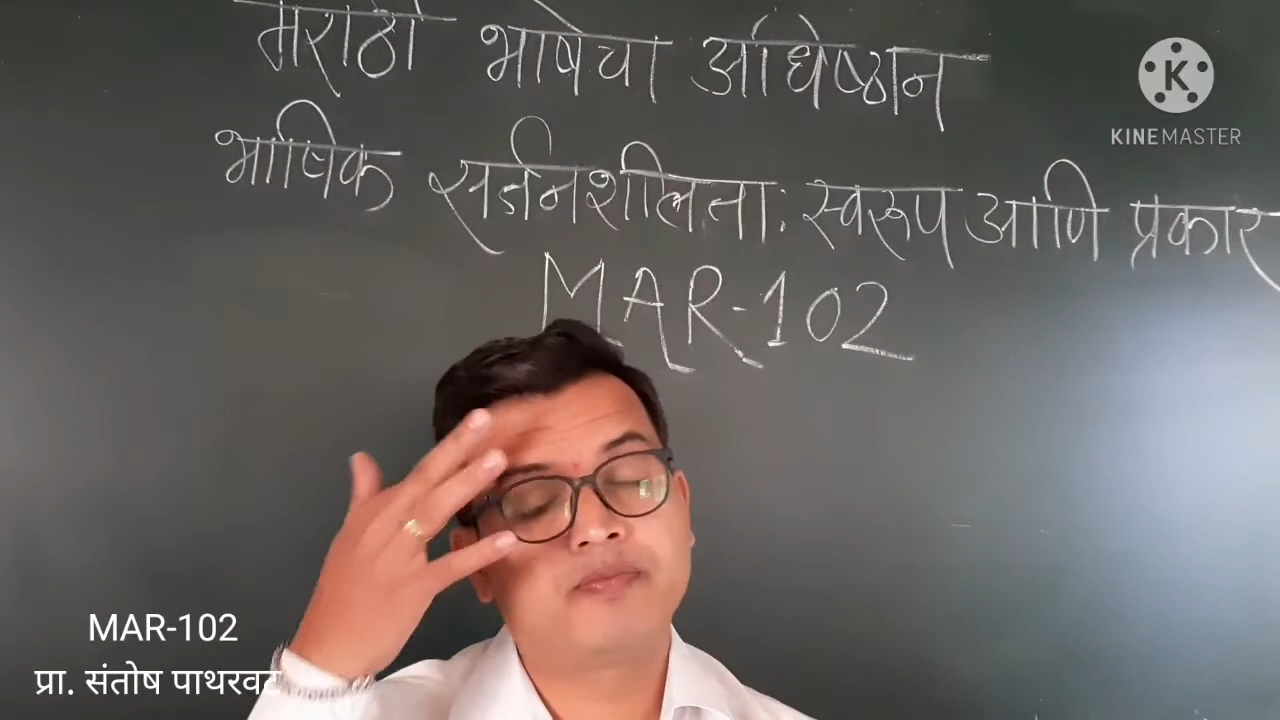 मराठी भाषेचा अधिष्ठान
भाषिक सर्जनशीलता: स्वरूप आणि प्रकार
MAR-102
KINEMASTER
MAR-102
प्रा. संतोष पाथरवट